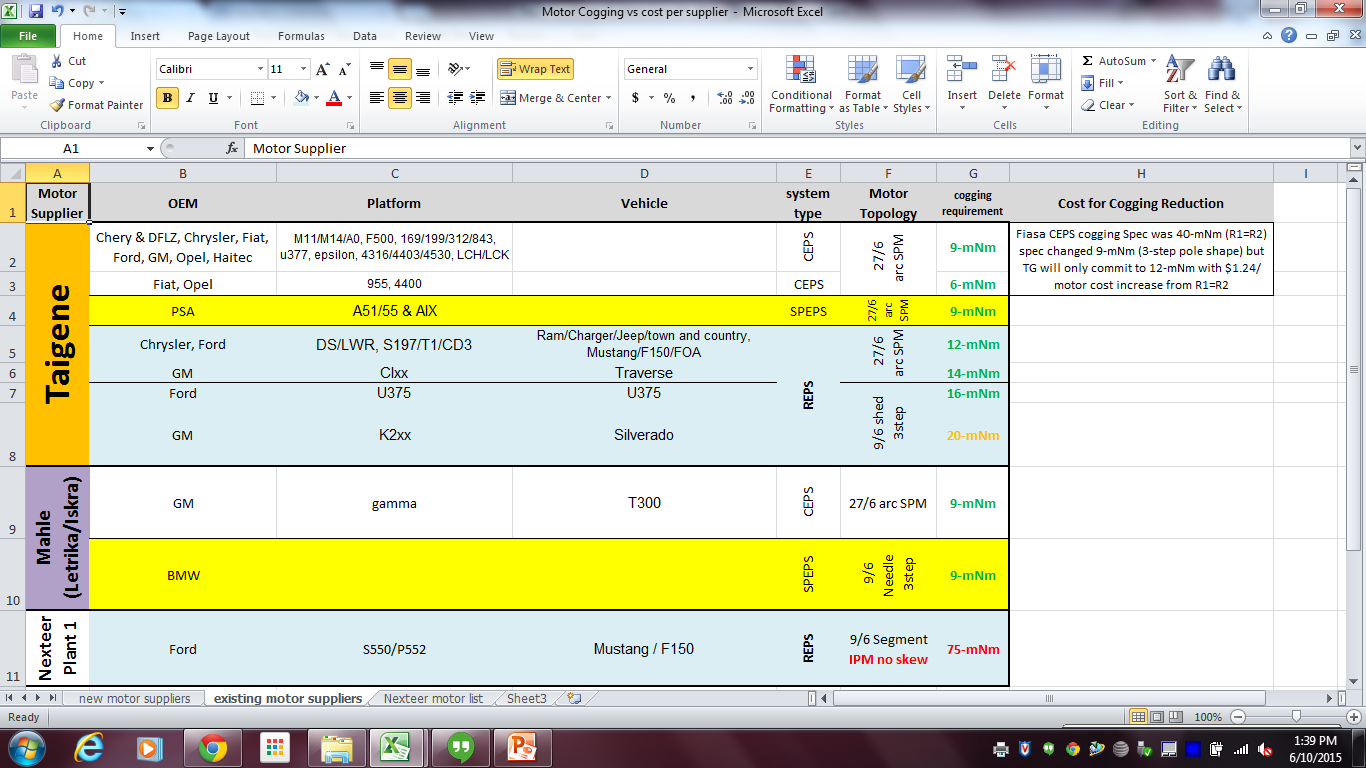 Motor Cogging vs cost per supplier - Microsoft Excel
File Home Insert Page Layout Formulas Data Review View
Paste
Cut
Copy
Format Painter
Calibri 11
B I U
Wrap Text
Merge & Center
General
$ % ,
Conditional Formatting
Format as Table
Cell Styles
Insert Delete Format
AutoSum
Fill
Clear
Sort & Filter
Find & Select
Clipboard Font Alignment Number Styles Cells Editing
A1 fx Motor Supplier
A B C D E F G H I
1 Motor Supplier OEM Platform Vehicle system type Motor Topology cogging requirement Cost for Cogging Reduction
Taigene
2 Chery & DFLZ, Chrysler, Fiat, Ford, GM, Opel, Haitec M11/M14/A0, F500, 169/199/312/843, u377, epsilon, 4316/4403/4530, LCH/LCK CEPS 27/6 arc SPM 9-mNm
Fiasa CEPS cogging Spec was 40-mNm (R1=R2)
spec changed 9-mNm (3-step pole shape) but
TG will only commit to 12-mNm with $1.24/
motor cost increase from R1=R2
3 Fiat, Opel 955, 4400 CEPS 6-mNm
4 PSA A51/55 & AIX SPEPS 27/6 arc SPM 9-mNm
5 Chrysler, Ford DS/LWR, S197/T1/CD3 Ram/Charger/Jeep/town and country, Mustang/F150/FOA REPS 27/6 arc SPM 12-mNm
6 GM Clxx Traverse 14-mNm
7 Ford U375 U375 16-mNm
8 GM K2xx Silverado 9/6 shed 3step 20-mNm
Mahle (Letrika/Iskra)
9 GM gamma T300 CEPS 27/6 arc SPM 9-mNm
10 BMW SPEPS 9/6 Needle 3step 9-mNm
Nexteer Plant 1
11 Ford S550/P552 Mustang / F150 REPS 9/6 Segment IPM no skew 75-mNm
new motor suppliers existing motor suppliers Nexteer motor list Sheet3
Ready 100%
1:39 PM
6/10/2015